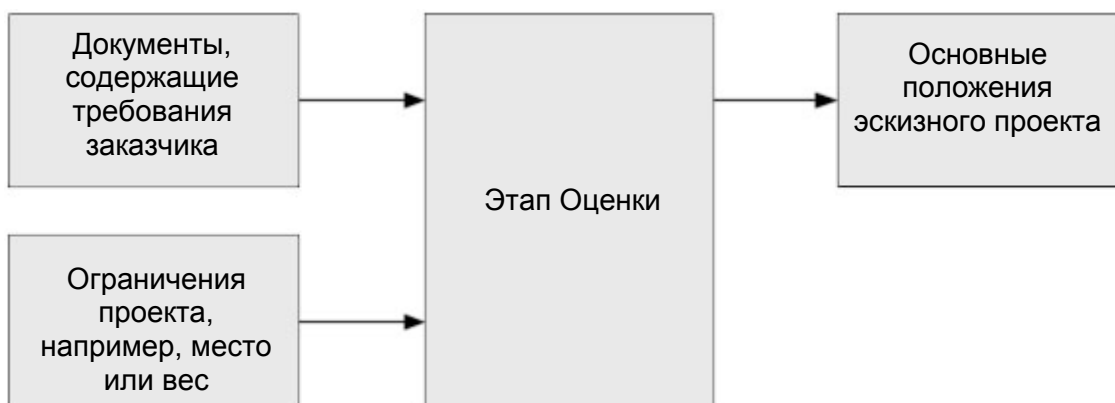 Документы,
содержащие
требования
заказчика
Этап Оценки
Основные
положения
эскизного проекта
Ограничения
проекта,
например, место
или вес